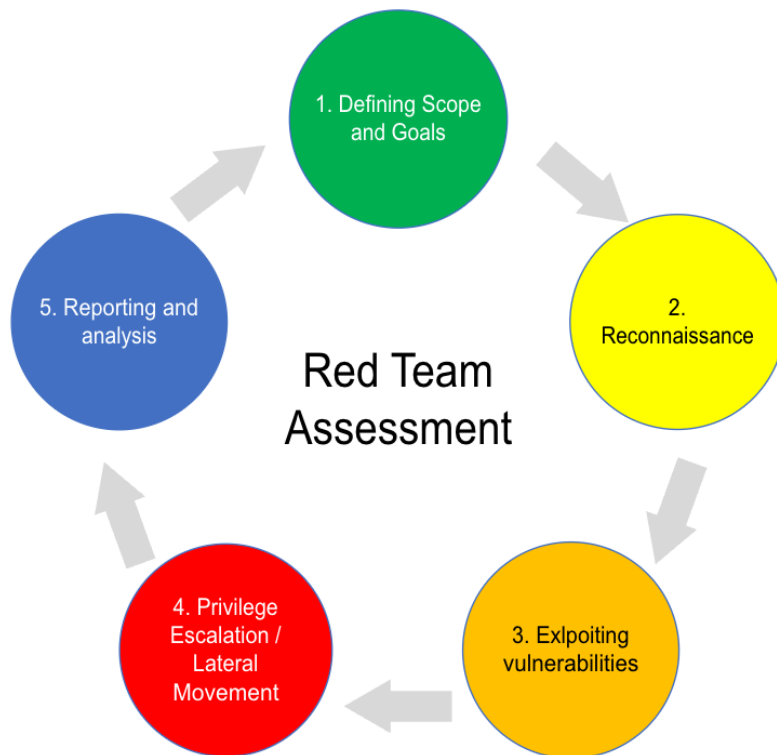 1. Defining Scope
and Goals
2.
Reconnaissance
3. Exlpoiting
vulnerabilities
4. Privilege
Escalation /
Lateral
Movement
5. Reporting and
analysis
Red Team
Assessment